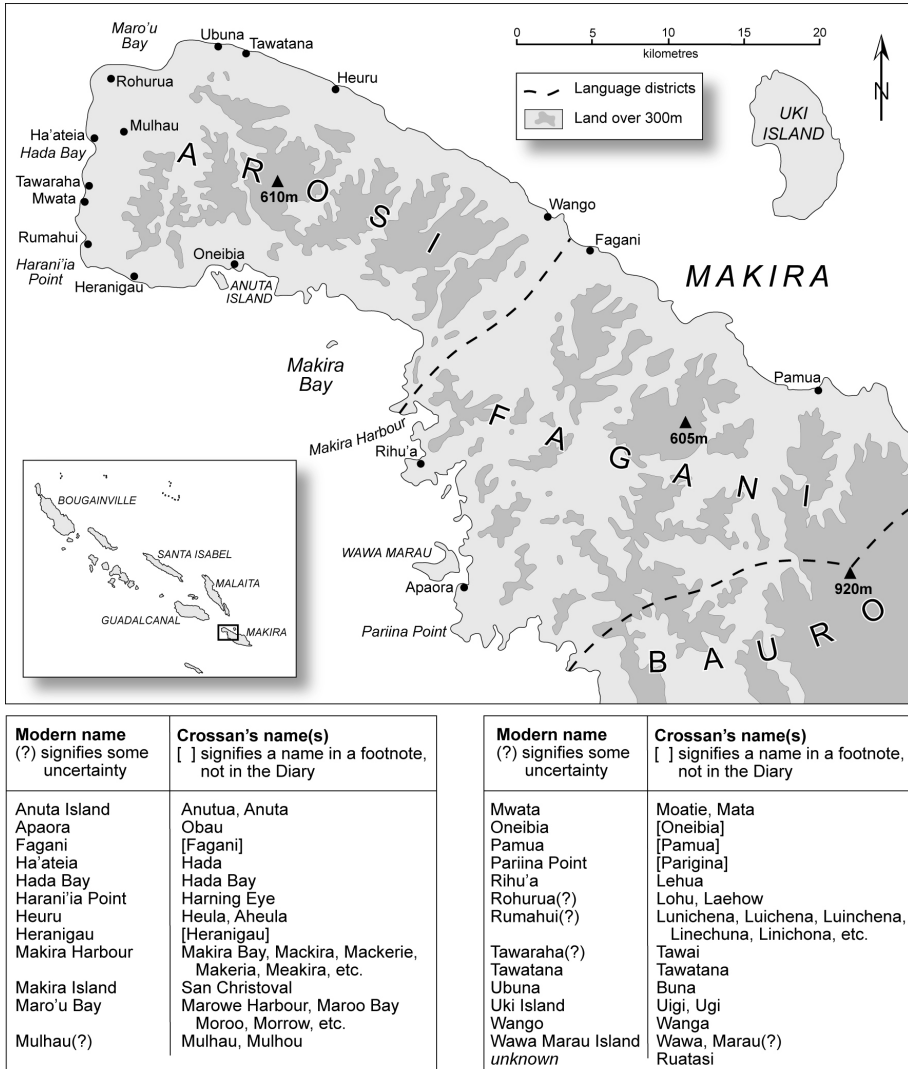 Maro'u
Bay
Ubuna
Tawatana
Rohurua
Heuru
Mulhau
Ha'ateia
Hada Bay
Tawaraha
Mwata
Rumahui
Harani'ia
Point
Heranigau
Oneibia
ANUTA
ISLAND
AROSI
610m
0 5 10 15 20
kilometres
Language districts
Land over 300m
N
UKI
ISLAND
Wango
Fagani
MAKIRA
Makira
Bay
Pamua
Makira Harbour
Rihu'a
FAGANI
605m
WAWA MARAU
Apaora
Pariina Point
920m
BAURO
BOUGAINVILLE
SANTA ISABEL
MALAITA
GUADALCANAL
MAKIRA
Modern name Crossan's name(s)
(?) signifies some [ ] signifies a name in a footnote,
uncertainty not in the Diary
Anuta Island Anutua, Anuta
Apaora Obau
Fagani [Fagani]
Ha'ateia Hada
Hada Bay Hada Bay
Harani'ia Point Harning Eye
Heuru Heula, Aheula
Heranigau [Heranigau]
Makira Harbour Makira Bay, Mackira, Mackerie,
Makeria, Meakira, etc.
Makira Island San Christoval
Maro'u Bay Marowe Harbour, Maroo Bay
Moroo, Morrow, etc.
Mulhau(?) Mulhau, Mulhou
Modern name Crossan's name(s)
(?) signifies some [ ] signifies a name in a footnote,
uncertainty not in the Diary
Mwata Moatie, Mata
Oneibia [Oneibia]
Pamua [Pamua]
Pariina Point [Parigina]
Rihu'a Lehua
Rohurua(?) Lohu, Laehow
Rumahui(?) Lunichena, Luichena, Luinchena,
Linechuna, Linichona, etc.
Tawaraha(?) Tawai
Tawatana Tawatana
Ubuna Buna
Uki Island Uigi, Ugi
Wango Wanga
Wawa Marau Island Wawa, Marau(?)
unknown Ruatasi